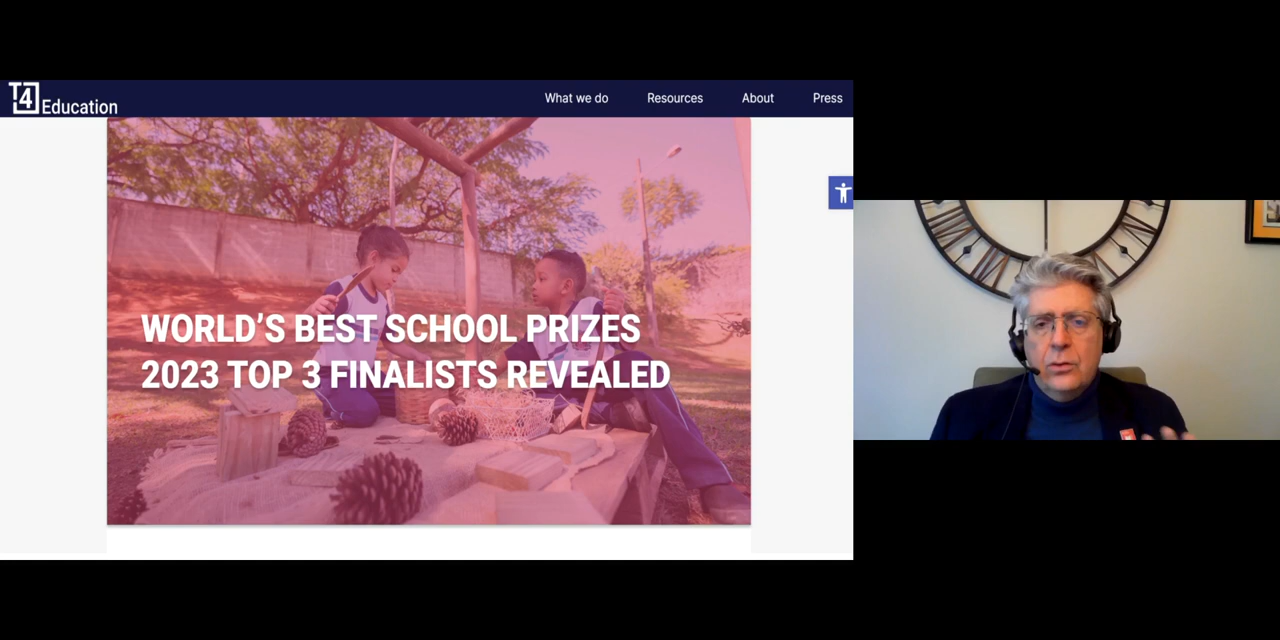 T4 Education
What we do
Resources
About
Press
WORLD'S BEST SCHOOL PRIZES
2023 TOP 3 FINALISTS REVEALED